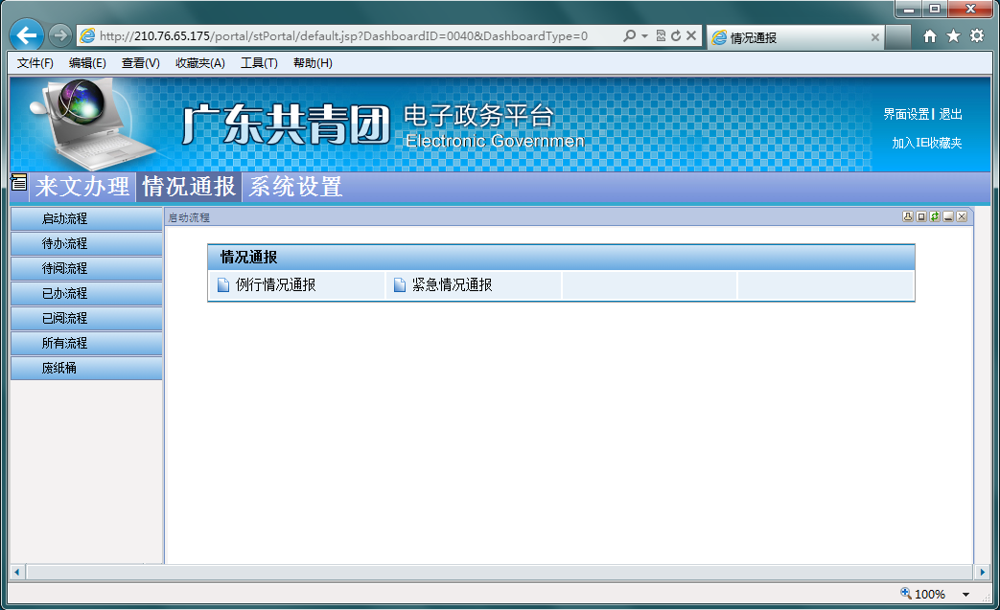 http://210.76.65.175/portal/stPortal/default.jsp?DashboardID=0040&DashboardType=0
情况通报
文件(F) 编辑(E) 查看(V) 收藏夹(A) 工具(T) 帮助(H)
广东共青团 电子政务平台
Electronic Governmen
界面设置| 退出
加入IE收藏夹
来文办理 情况通报 系统设置
启动流程
待办流程
待阅流程
已办流程
已阅流程
所有流程
废纸桶
启动流程
情况通报
例行情况通报 紧急情况通报
100%